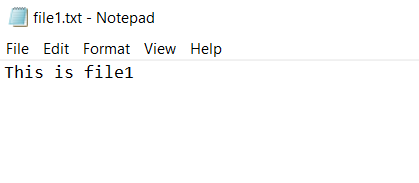 file1.txt - Notepad
File Edit Format View Help
This is file1